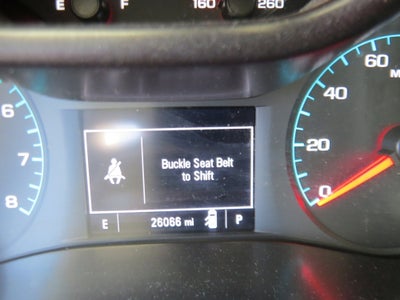 E F 160 260
60
M
40
20
0
6
7
8
Buckle Seat Belt
to Shift
E 26066 mi P